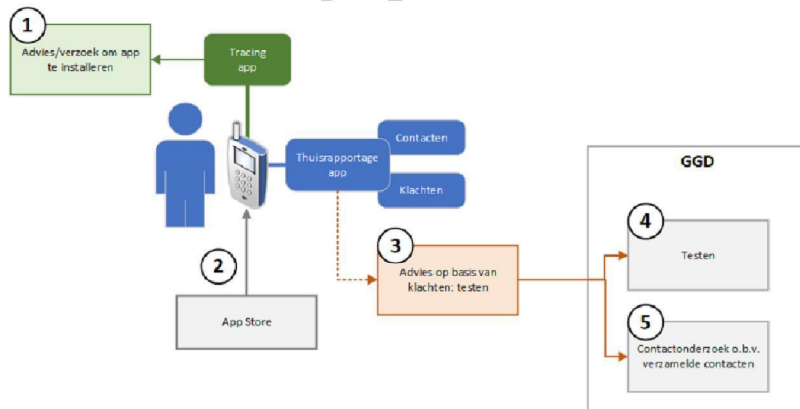 1
Advies/verzoek om app
te installeren
Tracing
app
Thuisrapportage
app
Contacten
Klachten
2
App Store
3
Advies op basis van
klachten: testen
GGD
4
Testen
5
Contactonderzoek o.b.v.
verzamelde contacten